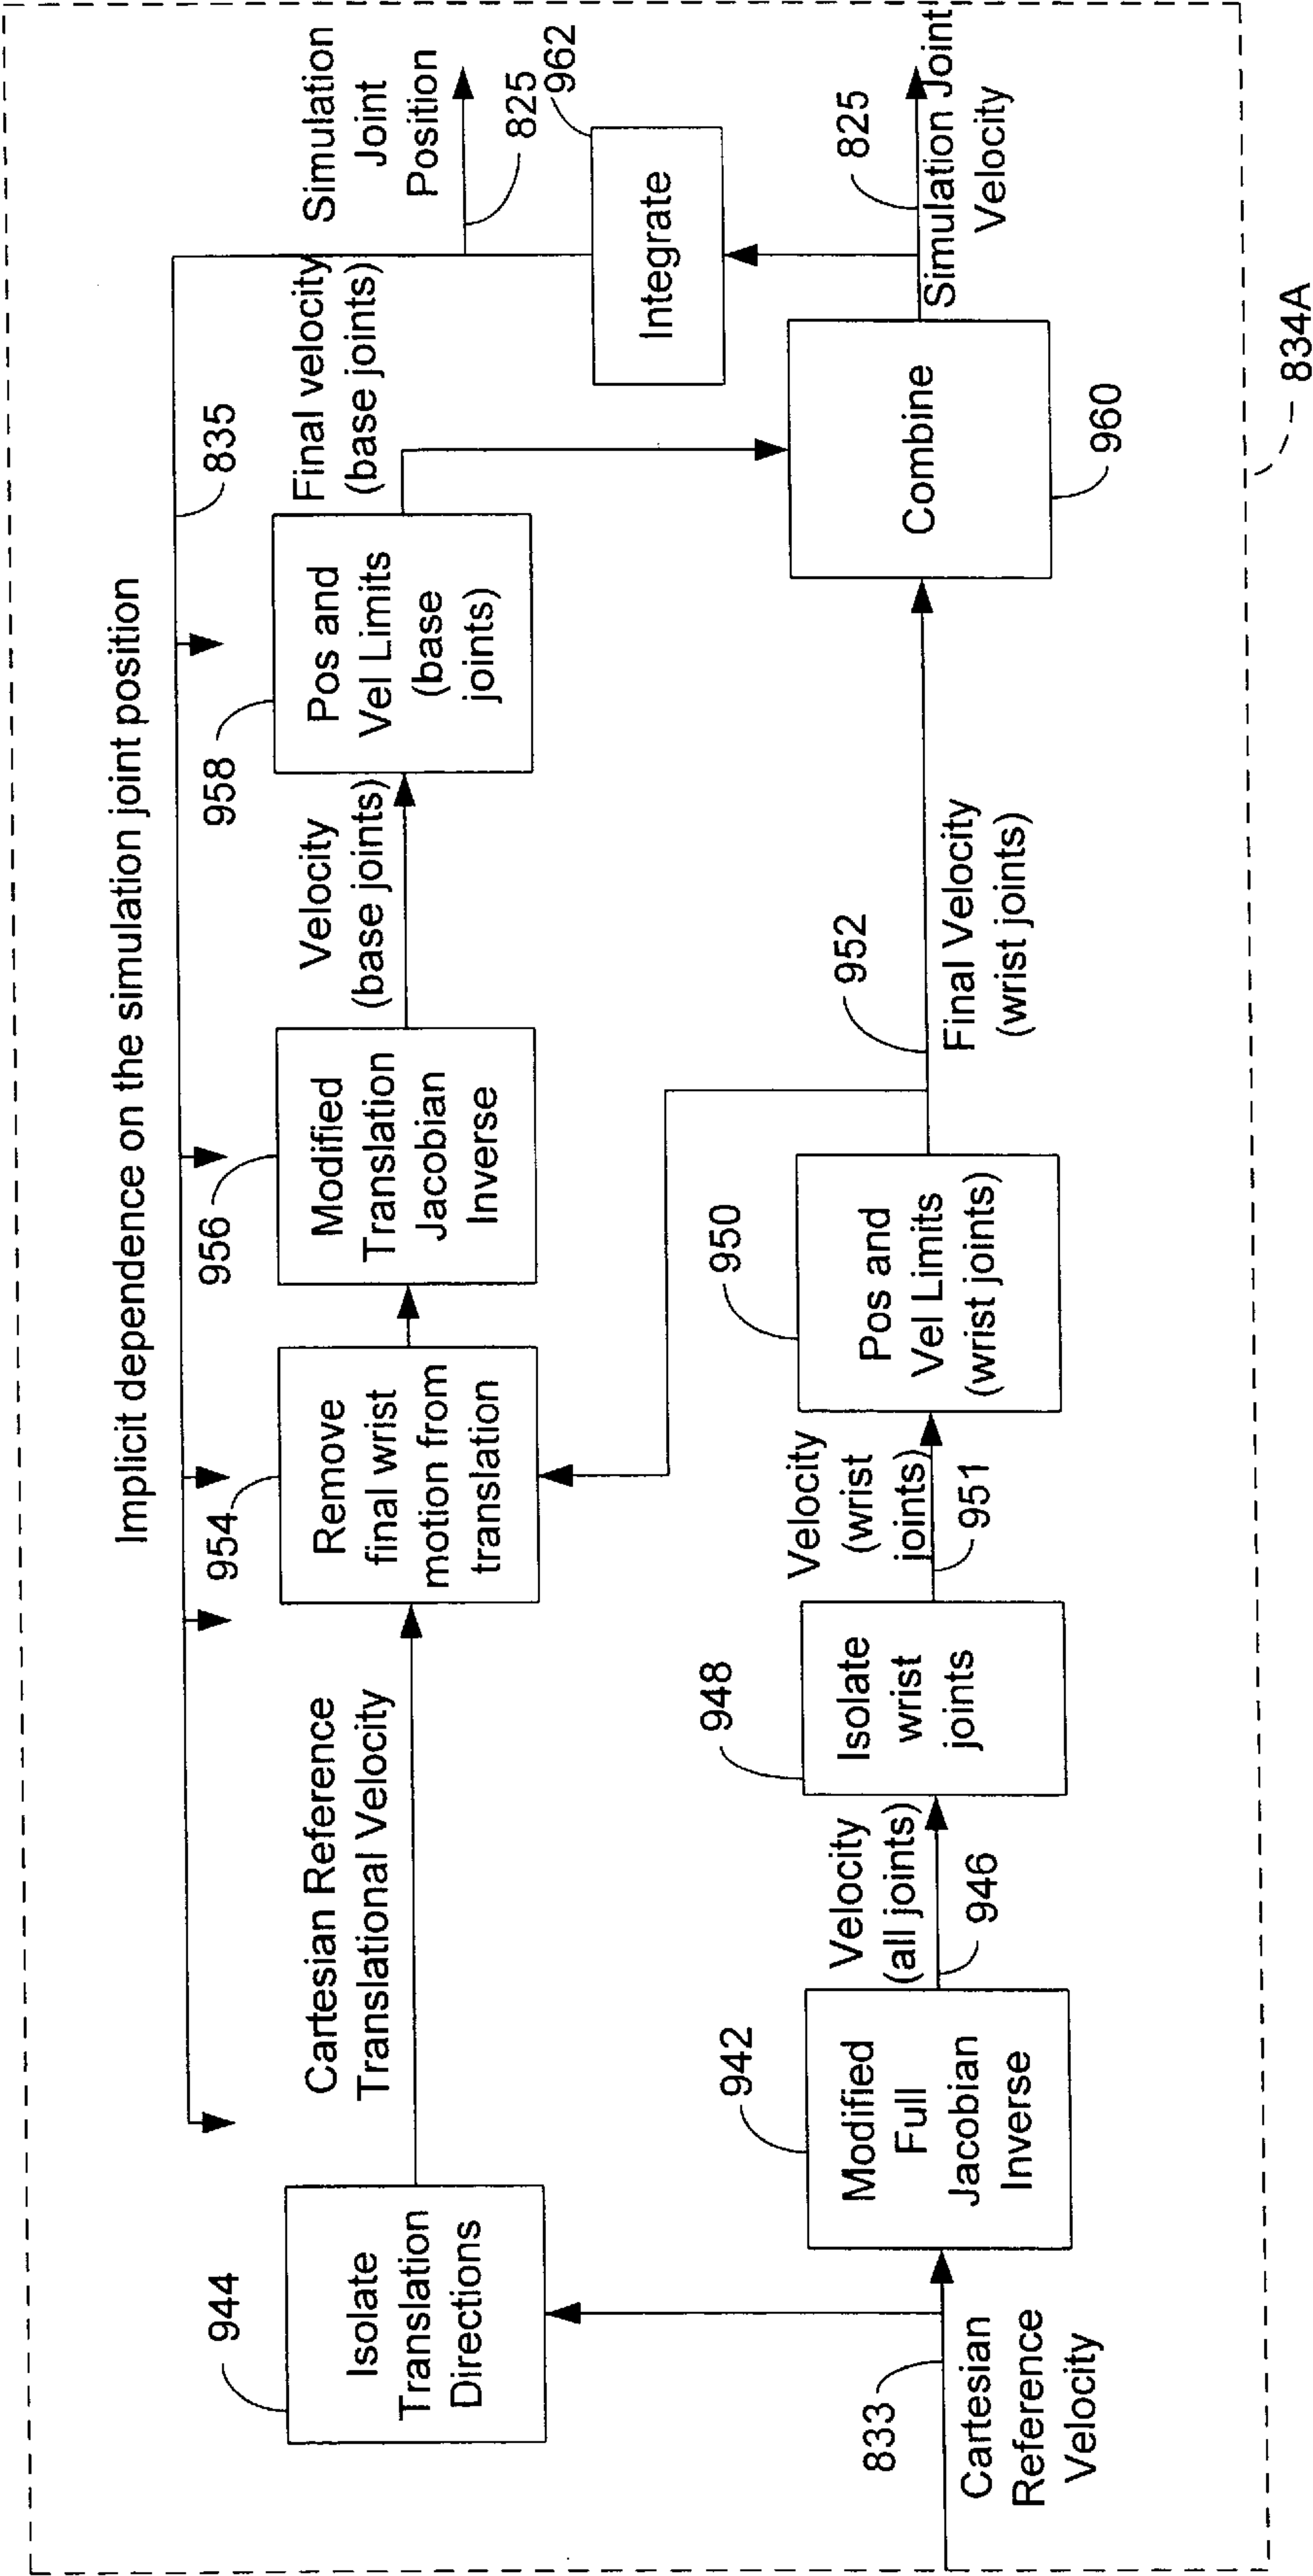 Implicit dependence on the simulation joint position
835
944
Isolate
Translation
Directions
Cartesian Reference
Translational Velocity
954
Remove
final wrist
motion from
translation
956
Modified
Translation
Jacobian
Inverse
Velocity
(base joints)
958
Pos and
Vel Limits
(base
joints)
Final velocity
(base joints)
Simulation
Joint
Position
825
962
Integrate
833
Cartesian
Reference
Velocity
942
Modified
Full
Jacobian
Inverse
Velocity
(all joints)
946
948
Isolate
wrist
joints
Velocity
(wrist
joints)
951
950
Pos and
Vel Limits
(wrist joints)
952
Final Velocity
(wrist joints)
Combine
960
825
Simulation Joint
Velocity
834A